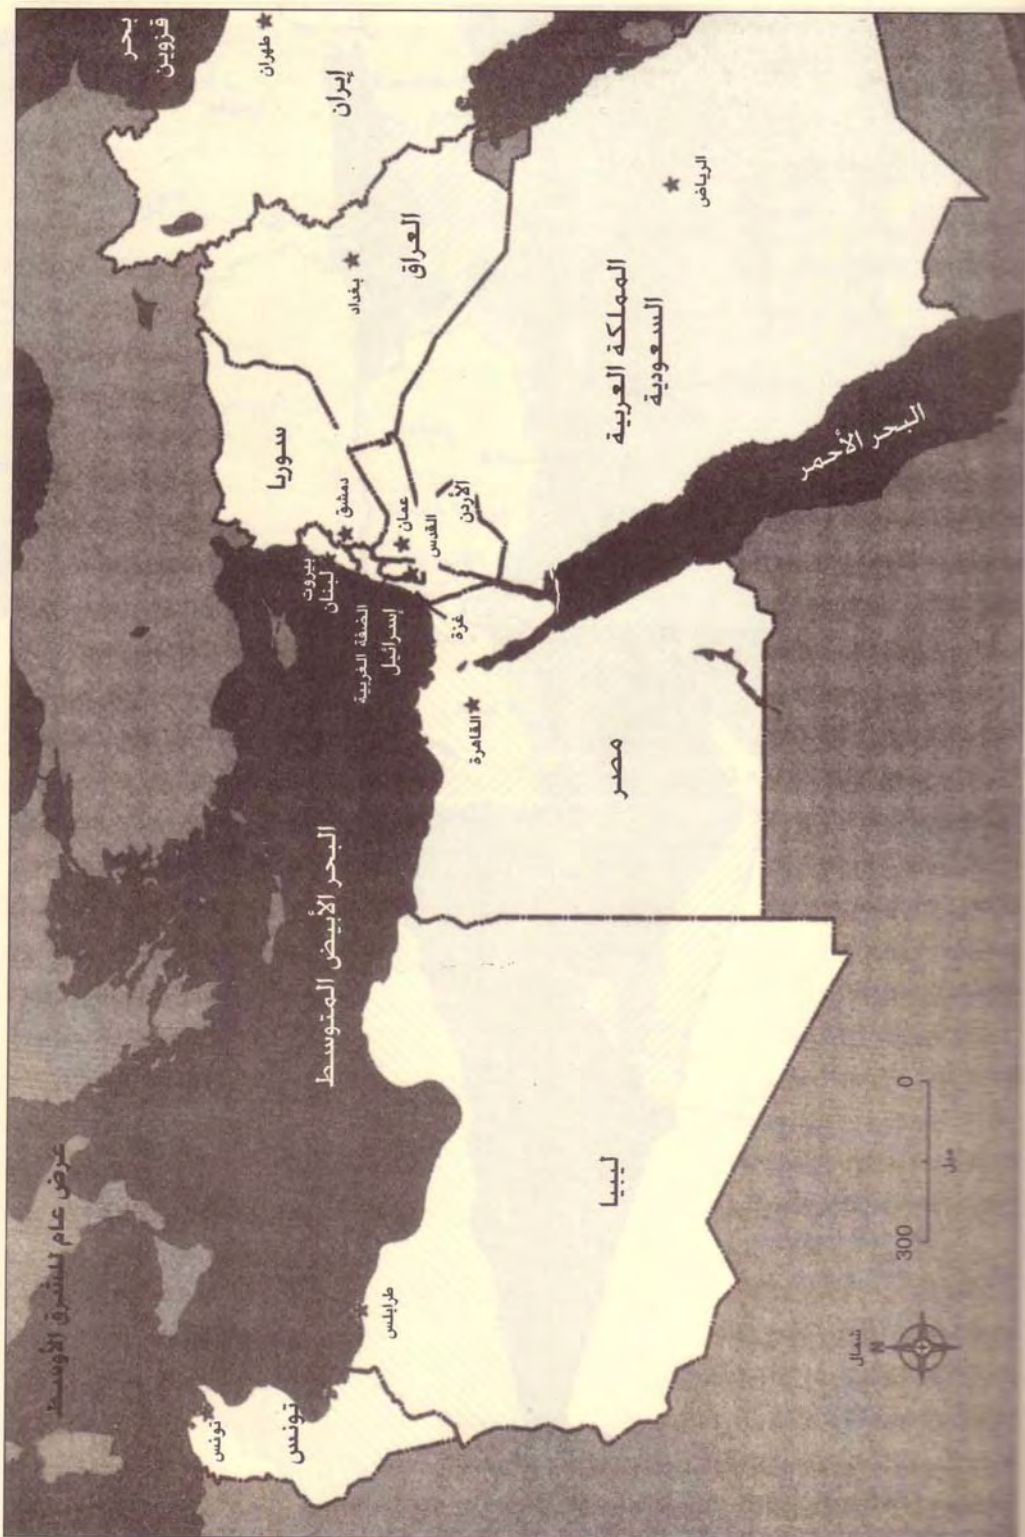 عرض عام للشرق الأوسط
بحر
قزوين
طهران
إيران
العراق
بغداد
سوريا
دمشق
بيروت
لبنان
عمان
القدس
الأردن
الضفة الغربية
إسرائيل
غزة
المملكة العربية
السعودية
الرياض
البحر الأحمر
القاهرة
مصر
البحر الأبيض المتوسط
ليبيا
طرابلس
تونس
تونس
شمال
N
300
0
ميل